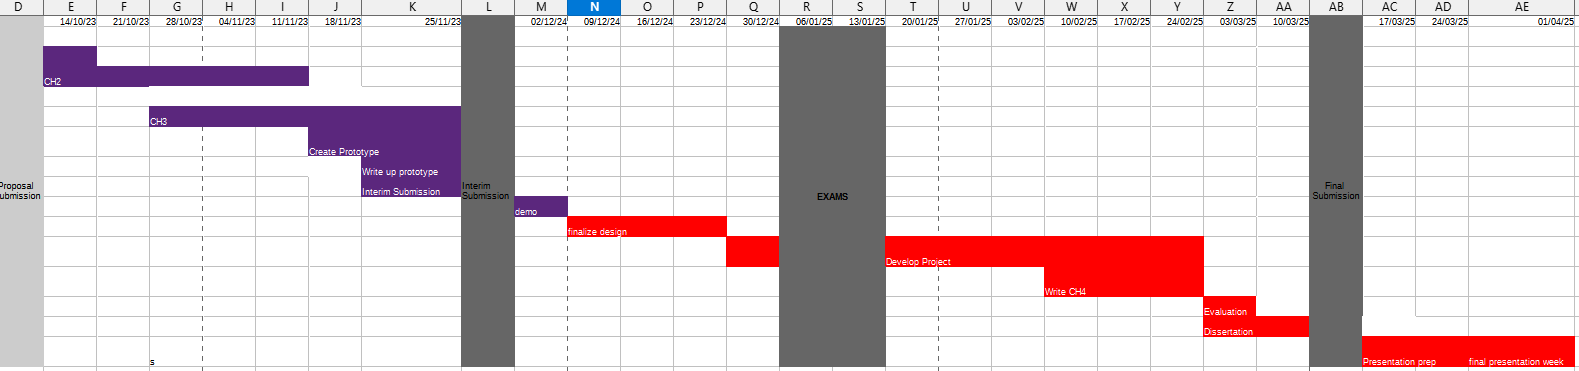 D E F G H I J K L M N O P Q R S T U V W X Y Z AA AB AC AD AE
14/10/23 21/10/23 28/10/23 04/11/23 11/11/23 18/11/23 25/11/23 02/12/24 09/12/24 16/12/24 23/12/24 30/12/24 06/01/25 13/01/25 20/01/25 27/01/25 03/02/25 10/02/25 17/02/25 24/02/25 03/03/25 10/03/25 17/03/25 24/03/25 01/04/25
CH2
CH3
Create Prototype
Write up prototype
Proposal
ubmission
Interim Submission
Interim
Submission
EXAMS
Final
Submission
demo
finalize design
Develop Project
Write CH4
Evaluation
Dissertation
s
Presentation prep
final presentation week